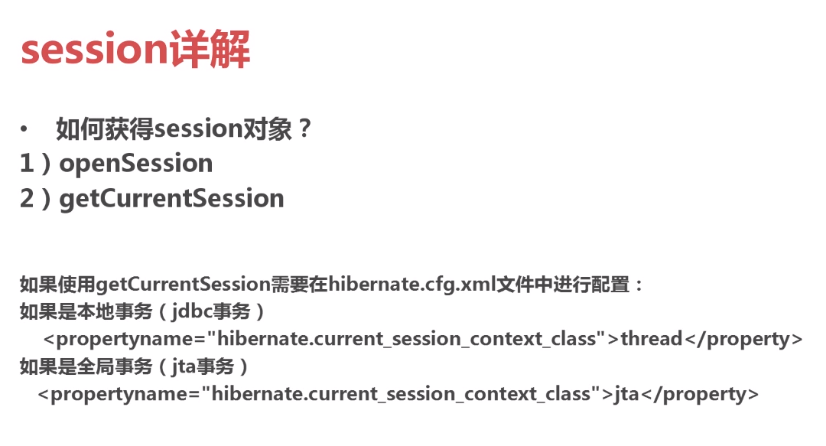 session详解
• 如何获得session对象？
1）openSession
2）getCurrentSession
如果使用getCurrentSession需要在hibernate.cfg.xml文件中进行配置：
如果是本地事务（jdbc事务）
<propertyname="hibernate.current_session_context_class">thread</property>
如果是全局事务（jta事务）
<propertyname="hibernate.current_session_context_class">jta</property>